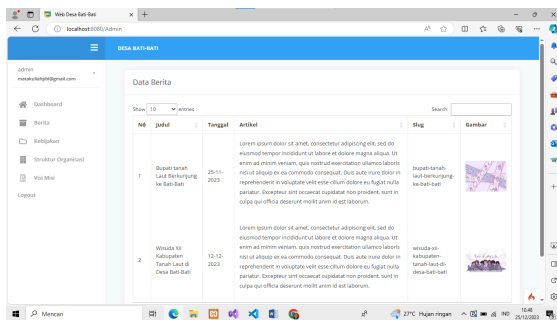 Web Desa Bati-Bati
localhost:8080/Admin
DESA BATI-BATI
admin
Data Berita
Dashboard
Berita
Kebijakan
Struktur Organisasi
Visi Misi
Logout
Show 10 entries
Search:
No Judul Tanggal Artikel Slug Gambar
1
Bupati tanah
Laut Berkunjung
ke Bati-Bati
25-11-
2023
Lorem ipsum dolor sit amet, consectetur adipiscing elit, sed do
eiusmod tempor incididunt ut labore et dolore magna aliqua. Ut
enim ad minim veniam, quis nostrud exercitation ullamco laboris
nisi ut aliquip ex ea commodo consequat. Duis aute irure dolor in
reprehenderit in voluptate velit esse cillum dolore eu fugiat nulla
pariatur. Excepteur sint occaecat cupidatat non proident, sunt in
culpa qui officia deserunt mollit anim id est laborum.
bupati-tanah-
laut-berkunjung-
ke-bati-bati
2
Wisuda XII
Kabupaten
Tanah Laut di
Desa Bati-Bati
12-12-
2023
Lorem ipsum dolor sit amet, consectetur adipiscing elit, sed do
eiusmod tempor incididunt ut labore et dolore magna aliqua. Ut
enim ad minim veniam, quis nostrud exercitation ullamco laboris
nisi ut aliquip ex ea commodo consequat. Duis aute irure dolor in
reprehenderit in voluptate velit esse cillum dolore eu fugiat nulla
pariatur. Excepteur sint occaecat cupidatat non proident, sunt in
culpa qui officia deserunt mollit anim id est laborum.
wisuda-xii-
kabupaten-
tanah-laut-di-
desa-bati-bati
Mencari
27°C Hujan ringan
IND
10.48
25/12/2023